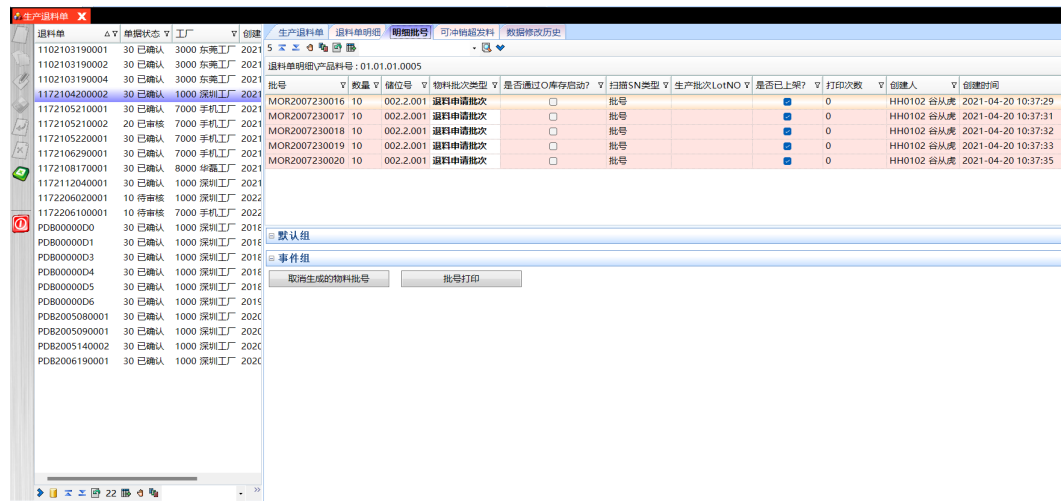 生产退料单 X
退料单 单据状态 工厂 创建
1102103190001 30 已确认 3000 东莞工厂 2021
1102103190002 30 已确认 3000 东莞工厂 2021
1102103190004 30 已确认 3000 东莞工厂 2021
1172104200002 30 已确认 1000 深圳工厂 2021
1172105210001 30 已确认 7000 手机工厂 2021
1172105210002 20 已审核 7000 手机工厂 2021
1172105220001 30 已确认 7000 手机工厂 2021
1172106290001 30 已确认 7000 手机工厂 2021
1172108170001 30 已确认 8000 华磊工厂 2021
1172112040001 30 已确认 1000 深圳工厂 2021
1172206020001 10 待审核 1000 深圳工厂 2022
1172206100001 10 待审核 7000 手机工厂 2022
PDB00000D0 30 已确认 1000 深圳工厂 2018
PDB00000D1 30 已确认 1000 深圳工厂 2018
PDB00000D3 30 已确认 1000 深圳工厂 2018
PDB00000D4 30 已确认 1000 深圳工厂 2018
PDB00000D5 30 已确认 1000 深圳工厂 2018
PDB00000D6 30 已确认 1000 深圳工厂 2019
PDB2005080001 30 已确认 1000 深圳工厂 2020
PDB2005090001 30 已确认 1000 深圳工厂 2020
PDB2005140002 30 已确认 1000 深圳工厂 2020
PDB2006190001 30 已确认 1000 深圳工厂 2020
22
生产退料单 退料单明细 明细批号 可冲销超发料 数据修改历史
5
退料单明细\产品料号 : 01.01.01.0005
批号 数量 储位号 物料批次类型 是否通过O库存启动? 扫描SN类型 生产批次LotNO 是否已上架? 打印次数 创建人 创建时间
MOR2007230016 10 002.2.001 退料申请批次 批号 0 HH0102 谷从虎 2021-04-20 10:37:29
MOR2007230017 10 002.2.001 退料申请批次 批号 0 HH0102 谷从虎 2021-04-20 10:37:31
MOR2007230018 10 002.2.001 退料申请批次 批号 0 HH0102 谷从虎 2021-04-20 10:37:32
MOR2007230019 10 002.2.001 退料申请批次 批号 0 HH0102 谷从虎 2021-04-20 10:37:33
MOR2007230020 10 002.2.001 退料申请批次 批号 0 HH0102 谷从虎 2021-04-20 10:37:35
默认组
事件组
取消生成的物料批号 批号打印